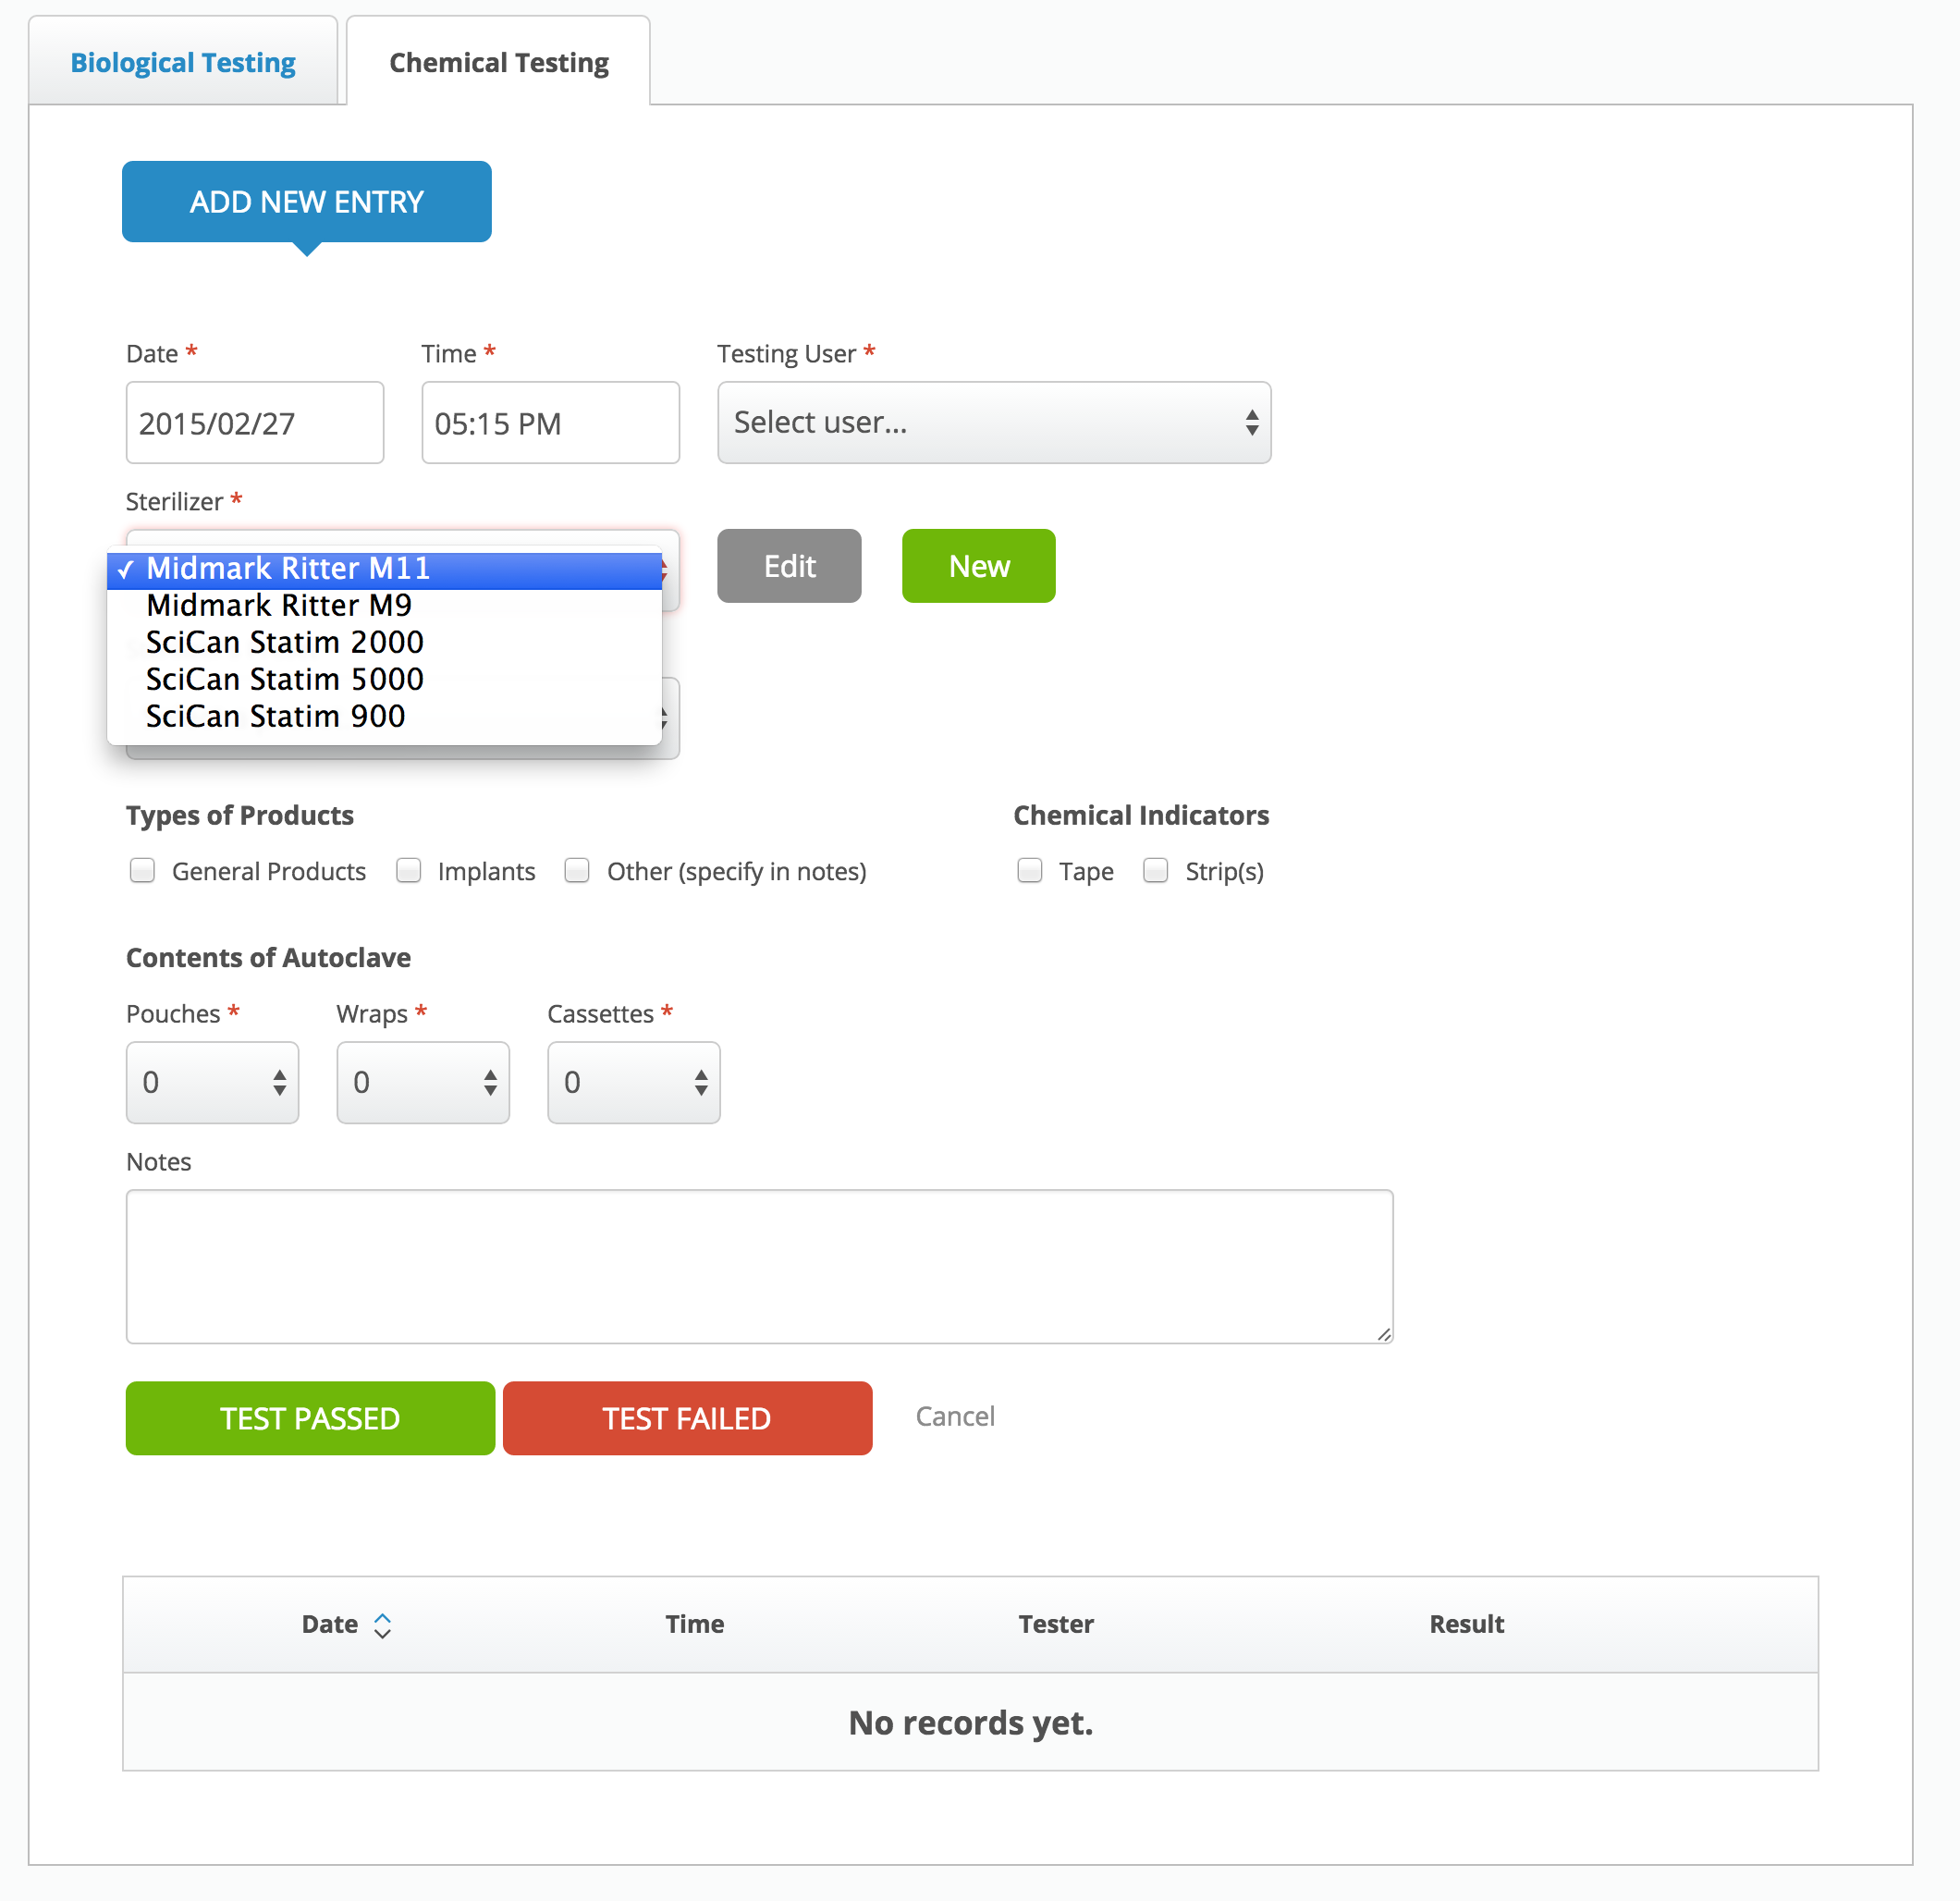 Biological Testing
Chemical Testing
ADD NEW ENTRY
Date * Time * Testing User *
2015/02/27 05:15 PM Select user...
Sterilizer *
✓ Midmark Ritter M11
Midmark Ritter M9
SciCan Statim 2000
SciCan Statim 5000
SciCan Statim 900
Edit New
Types of Products Chemical Indicators
General Products Implants Other (specify in notes) Tape Strip(s)
Contents of Autoclave
Pouches * Wraps * Cassettes *
0 0 0
Notes
TEST PASSED TEST FAILED Cancel
Date Time Tester Result
No records yet.